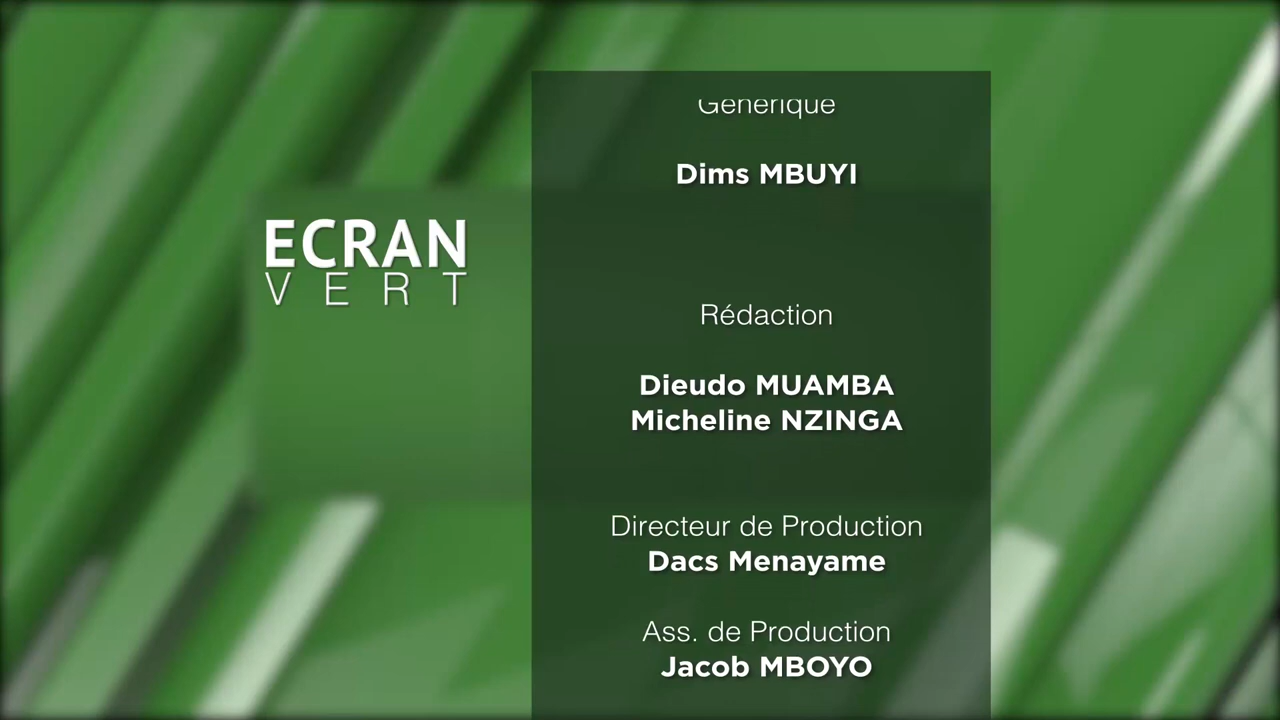 ECRAN
VERT
Générique
Dims MBUYI
Rédaction
Dieudo MUAMBA
Micheline NZINGA
Directeur de Production
Dacs Menayame
Ass. de Production
Jacob MBOYO